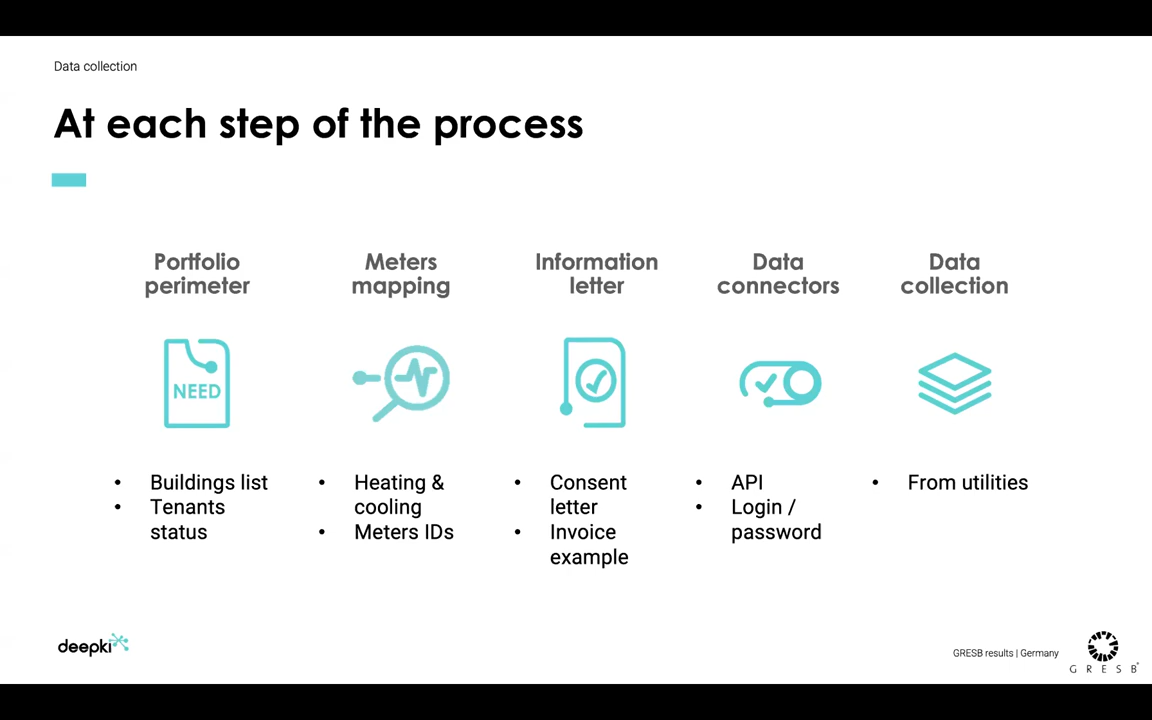 Data collection
At each step of the process
Portfolio
perimeter
Meters
mapping
Information
letter
Data
connectors
Data
collection
NEED
• Buildings list
• Tenants
status
• Heating &
cooling
• Meters IDs
• Consent
letter
• Invoice
example
• API
• Login /
password
• From utilities
deepki
GRESB results | Germany
G R E S B